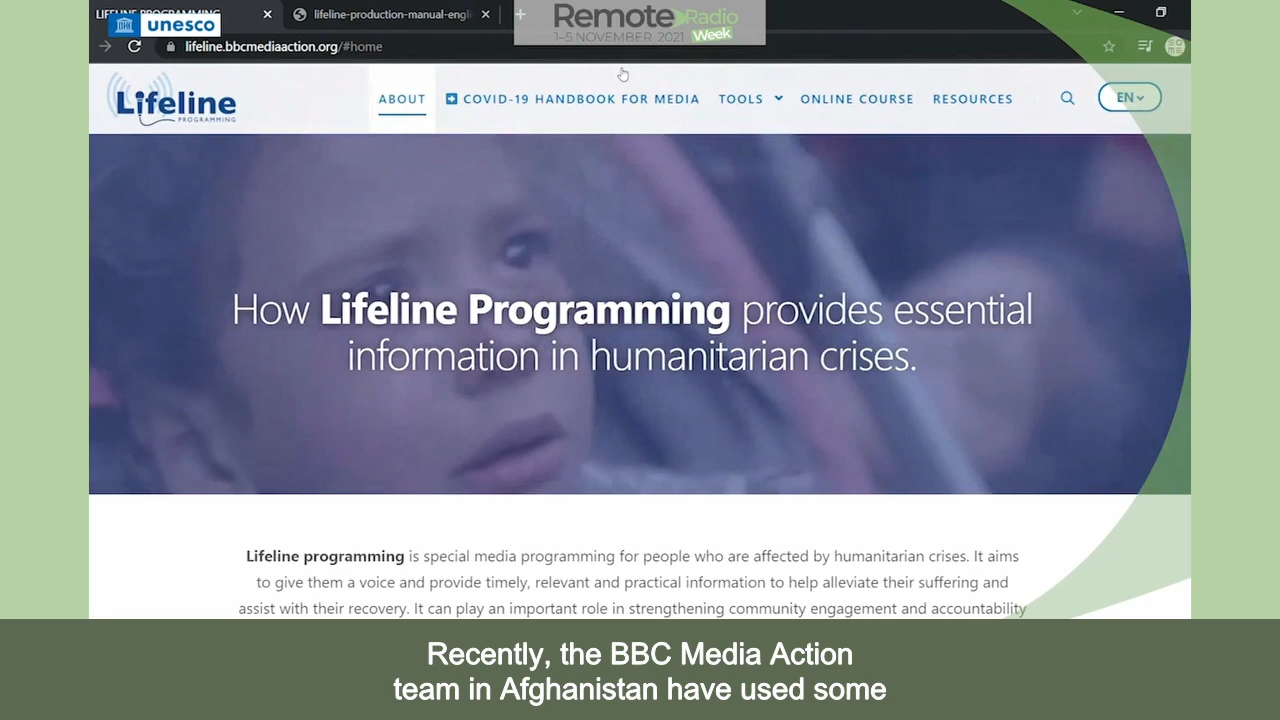 LIFELINE PROGRAMMING
unesco
lifeline-production-manual-engli
Remote Radio
Week
1–5 NOVEMBER 2021
lifeline.bbcmediaaction.org/#home
Lifeline
PROGRAMMING
ABOUT
COVID-19 HANDBOOK FOR MEDIA
TOOLS
ONLINE COURSE
RESOURCES
EN
How Lifeline Programming provides essential
information in humanitarian crises.
Lifeline programming is special media programming for people who are affected by humanitarian crises. It aims
to give them a voice and provide timely, relevant and practical information to help alleviate their suffering and
assist with their recovery. It can play an important role in strengthening community engagement and accountability
Recently, the BBC Media Action
team in Afghanistan have used some